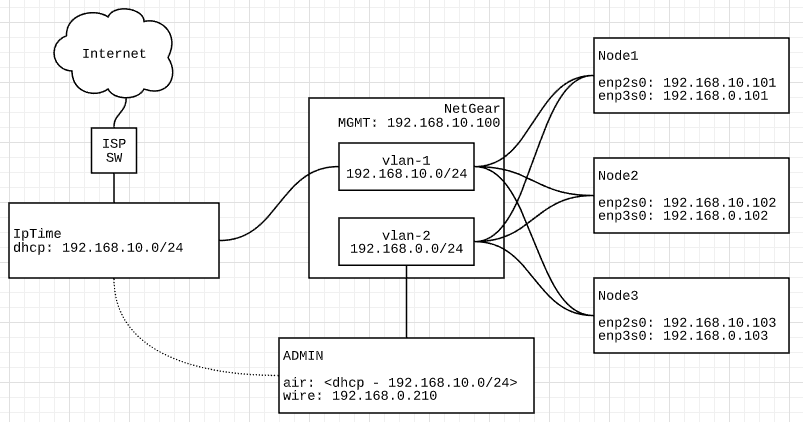 Internet
ISP
SW
IpTime
dhcp: 192.168.10.0/24
NetGear
MGMT: 192.168.10.100
vlan-1
192.168.10.0/24
vlan-2
192.168.0.0/24
Node1
enp2s0: 192.168.10.101
enp3s0: 192.168.0.101
Node2
enp2s0: 192.168.10.102
enp3s0: 192.168.0.102
Node3
enp2s0: 192.168.10.103
enp3s0: 192.168.0.103
ADMIN
air: <dhcp - 192.168.10.0/24>
wire: 192.168.0.210